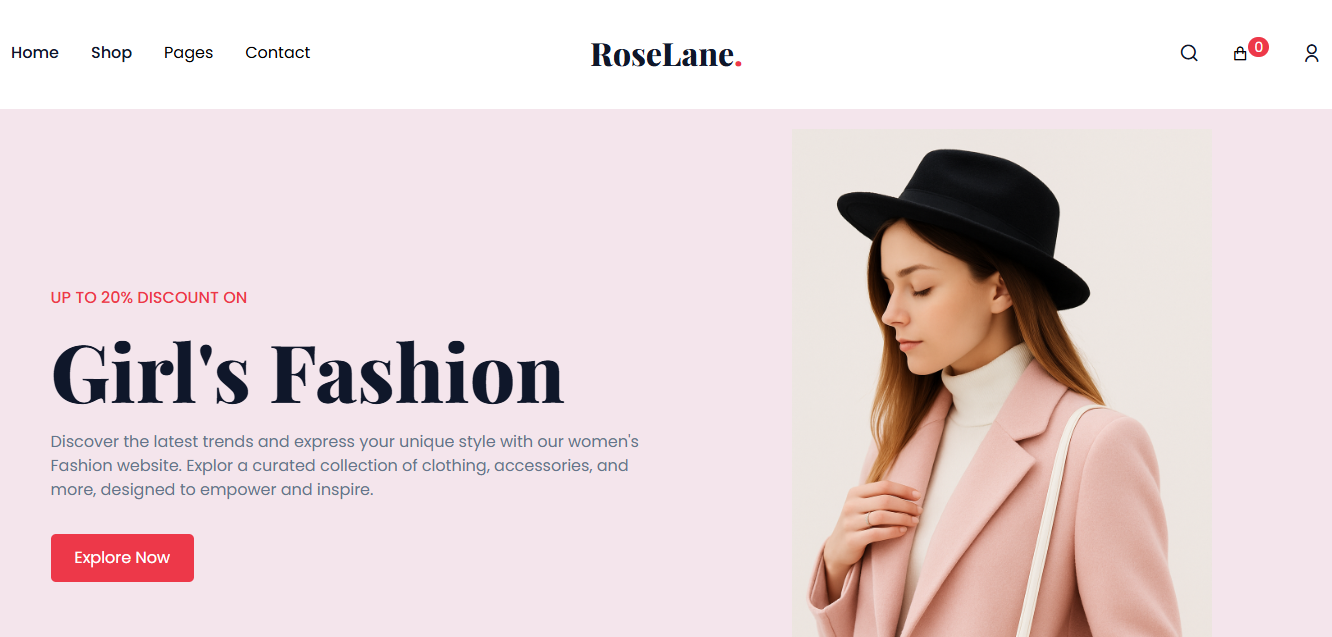 Home Shop Pages Contact RoseLane. 0
UP TO 20% DISCOUNT ON
Girl's Fashion
Discover the latest trends and express your unique style with our women's
Fashion website. Explor a curated collection of clothing, accessories, and
more, designed to empower and inspire.
Explore Now